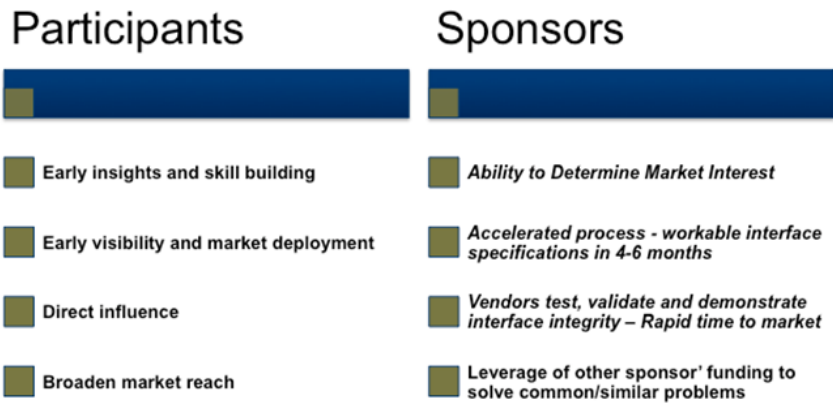 Participants
Early insights and skill building
Early visibility and market deployment
Direct influence
Broaden market reach
Sponsors
Ability to Determine Market Interest
Accelerated process - workable interface
specifications in 4-6 months
Vendors test, validate and demonstrate
interface integrity – Rapid time to market
Leverage of other sponsor’ funding to
solve common/similar problems